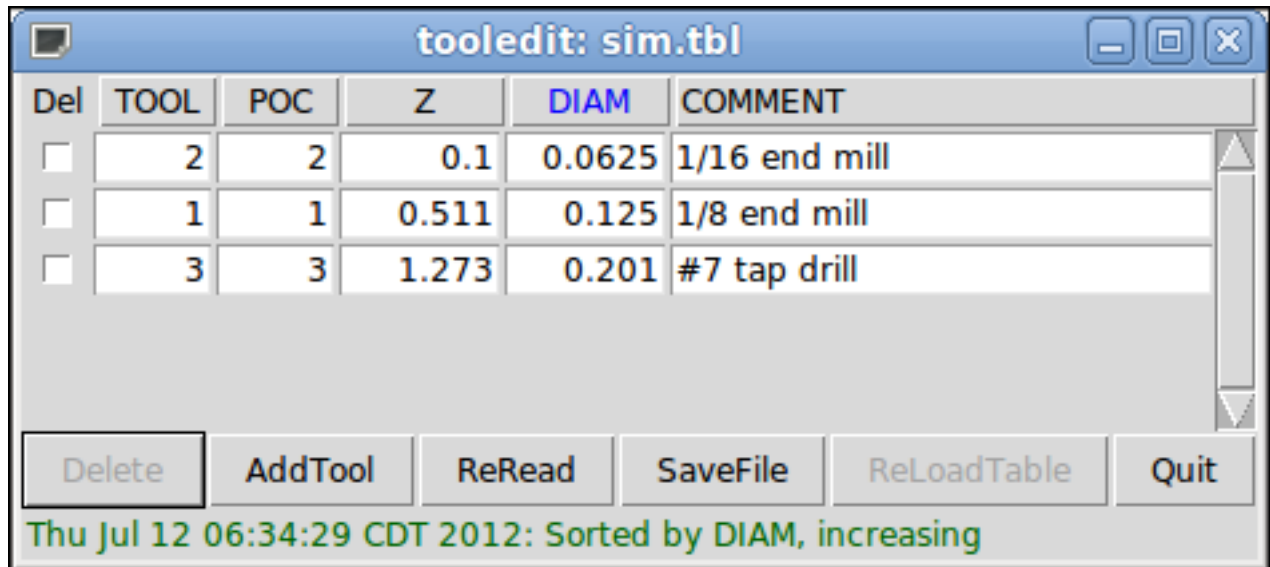 tooledit: sim.tbl
Del TOOL POC Z DIAM COMMENT
2 2 0.1 0.0625 1/16 end mill
1 1 0.511 0.125 1/8 end mill
3 3 1.273 0.201 #7 tap drill
Delete AddTool ReRead SaveFile ReLoadTable Quit
Thu Jul 12 06:34:29 CDT 2012: Sorted by DIAM, increasing